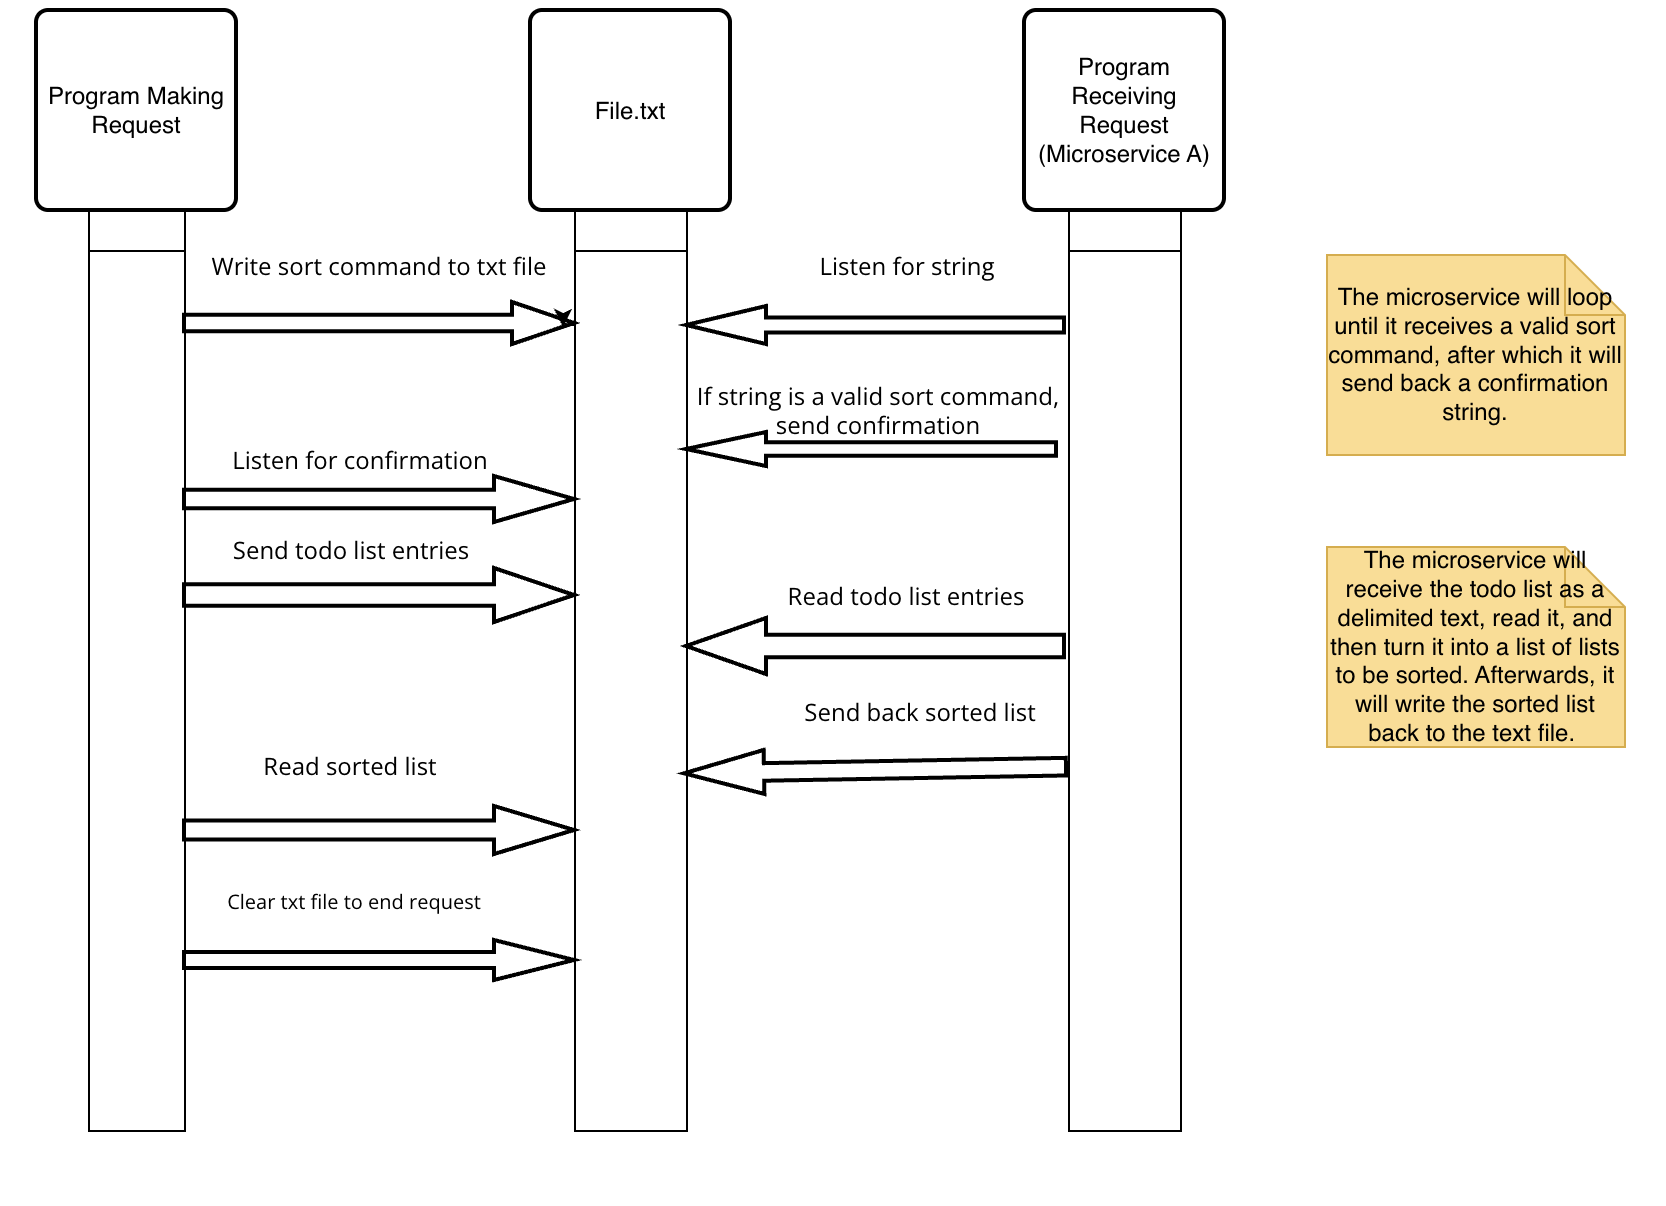 Program Making
Request
File.txt
Program
Receiving
Request
(Microservice A)
Write sort command to txt file
Listen for string
The microservice will loop
until it receives a valid sort
command, after which it will
send back a confirmation
string.
If string is a valid sort command,
send confirmation
Listen for confirmation
Send todo list entries
Read todo list entries
The microservice will
receive the todo list as a
delimited text, read it, and
then turn it into a list of lists
to be sorted. Afterwards, it
will write the sorted list
back to the text file.
Send back sorted list
Read sorted list
Clear txt file to end request